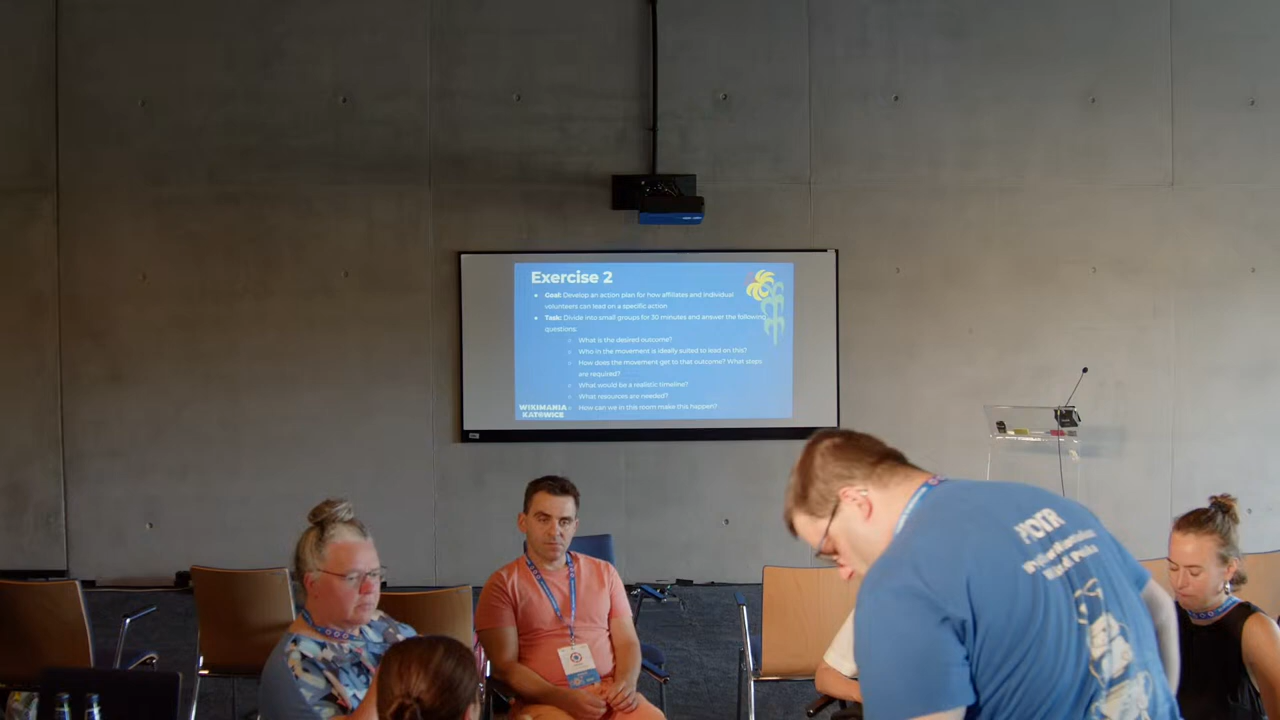 Exercise 2
Goal: Develop an action plan for how affiliates and individual
volunteers can lead on a specific action
Task: Divide into small groups for 30 minutes and answer the following
questions:
What is the desired outcome?
Who in the movement is ideally suited to lead on this?
How does the movement get to that outcome? What steps
are required?
What would be a realistic timeline?
What resources are needed?
How can we in this room make this happen?
WIKIMANIA
KATOWICE
PIOTR